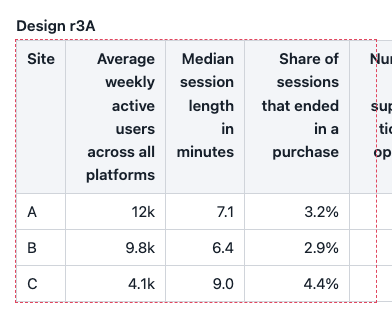 Design r3A
Site
Average
weekly
active
users
across all
platforms
Median
session
length
in
minutes
Share of
sessions
that ended
in a
purchase
A 12k 7.1 3.2%
B 9.8k 6.4 2.9%
C 4.1k 9.0 4.4%